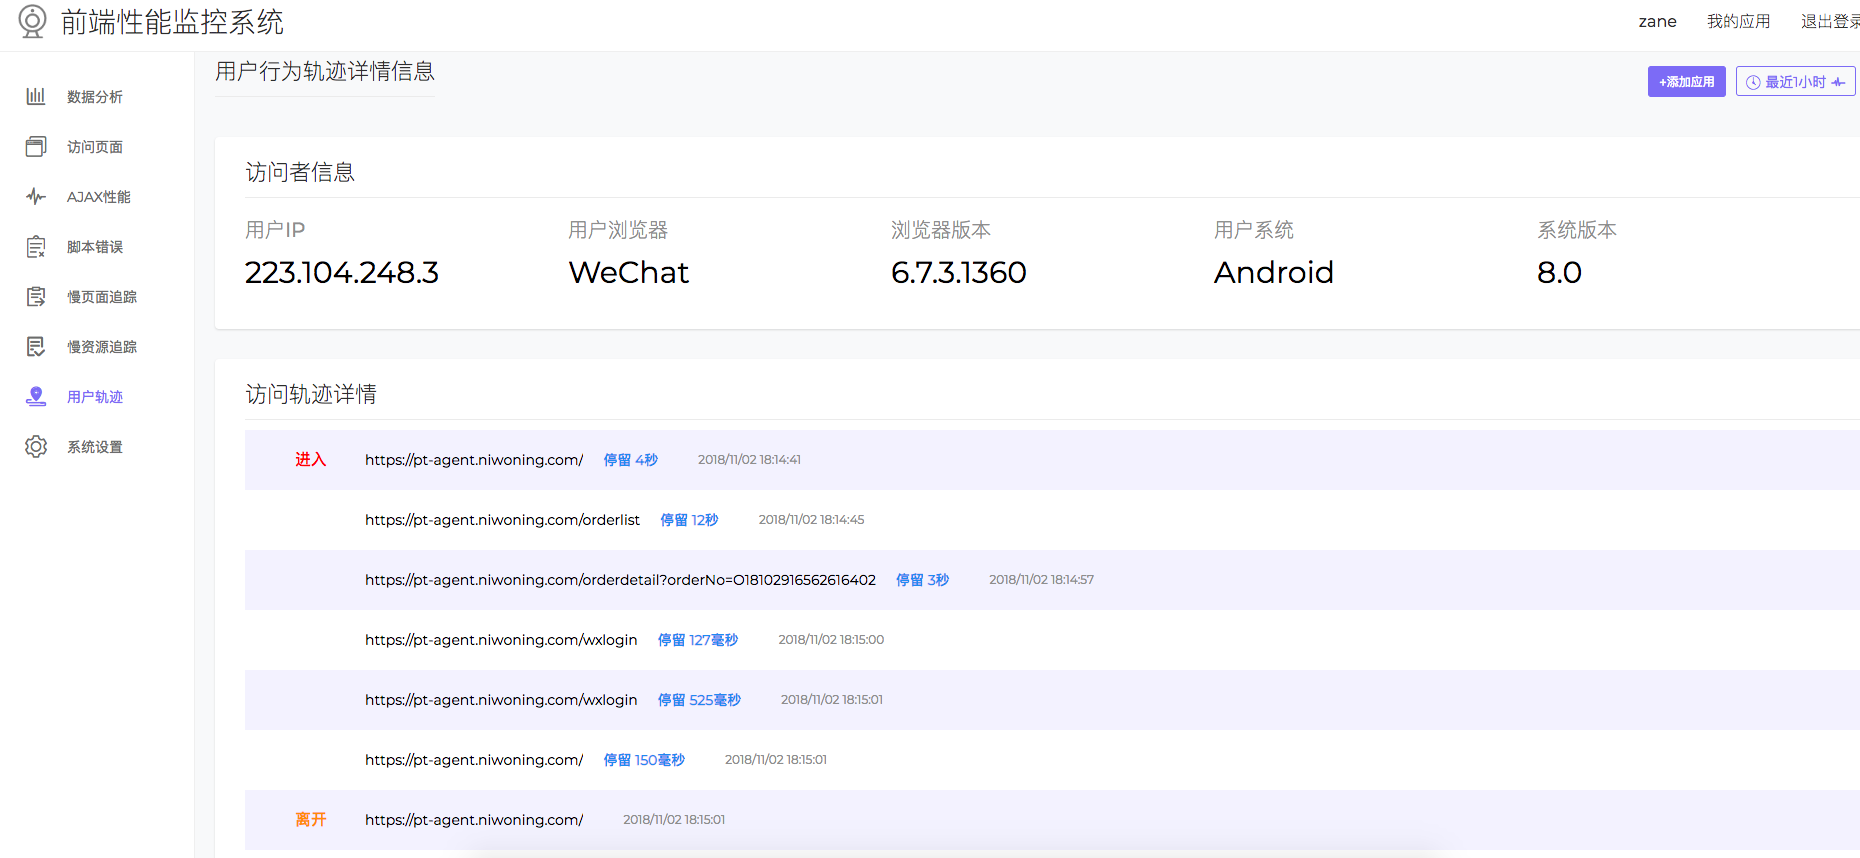 前端性能监控系统
zane 我的应用 退出登录
数据分析
访问页面
AJAX性能
脚本错误
慢页面追踪
慢资源追踪
用户轨迹
系统设置
用户行为轨迹详情信息
+添加应用 最近1小时
访问者信息
用户IP 用户浏览器 浏览器版本 用户系统 系统版本
223.104.248.3 WeChat 6.7.3.1360 Android 8.0
访问轨迹详情
进入 https://pt-agent.niwoning.com/ 停留 4秒 2018/11/02 18:14:41
https://pt-agent.niwoning.com/orderlist 停留 12秒 2018/11/02 18:14:45
https://pt-agent.niwoning.com/orderdetail?orderNo=O18102916562616402 停留 3秒 2018/11/02 18:14:57
https://pt-agent.niwoning.com/wxlogin 停留 127毫秒 2018/11/02 18:15:00
https://pt-agent.niwoning.com/wxlogin 停留 525毫秒 2018/11/02 18:15:01
https://pt-agent.niwoning.com/ 停留 150毫秒 2018/11/02 18:15:01
离开 https://pt-agent.niwoning.com/ 2018/11/02 18:15:01